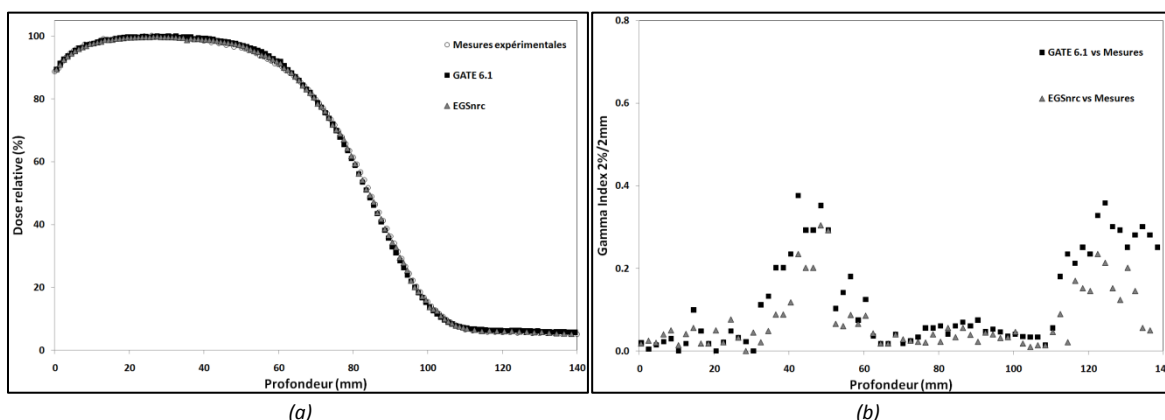 100
80
60
40
20
0
Dose relative (%)
0
20
40
60
80
100
120
140
Profondeur (mm)
Mesures expérimentales
GATE 6.1
EGSnrc
(a)
0.8
0.6
0.4
0.2
0
Gamma Index 2%/2mm
0
20
40
60
80
100
120
140
Profondeur (mm)
GATE 6.1 vs Mesures
EGSnrc vs Mesures
(b)